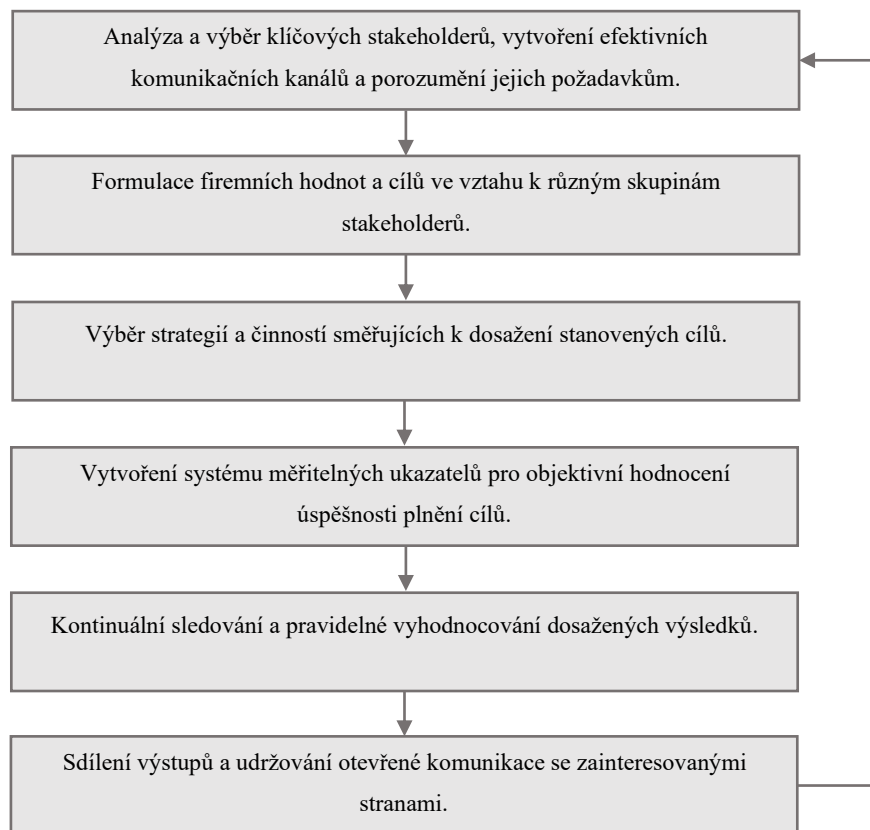 Analýza a výběr klíčových stakeholderů, vytvoření efektivních
komunikačních kanálů a porozumění jejich požadavkům.
Formulace firemních hodnot a cílů ve vztahu k různým skupinám
stakeholderů.
Výběr strategií a činností směřujících k dosažení stanovených cílů.
Vytvoření systému měřitelných ukazatelů pro objektivní hodnocení
úspěšnosti plnění cílů.
Kontinuální sledování a pravidelné vyhodnocování dosažených výsledků.
Sdílení výstupů a udržování otevřené komunikace se zainteresovanými
stranami.